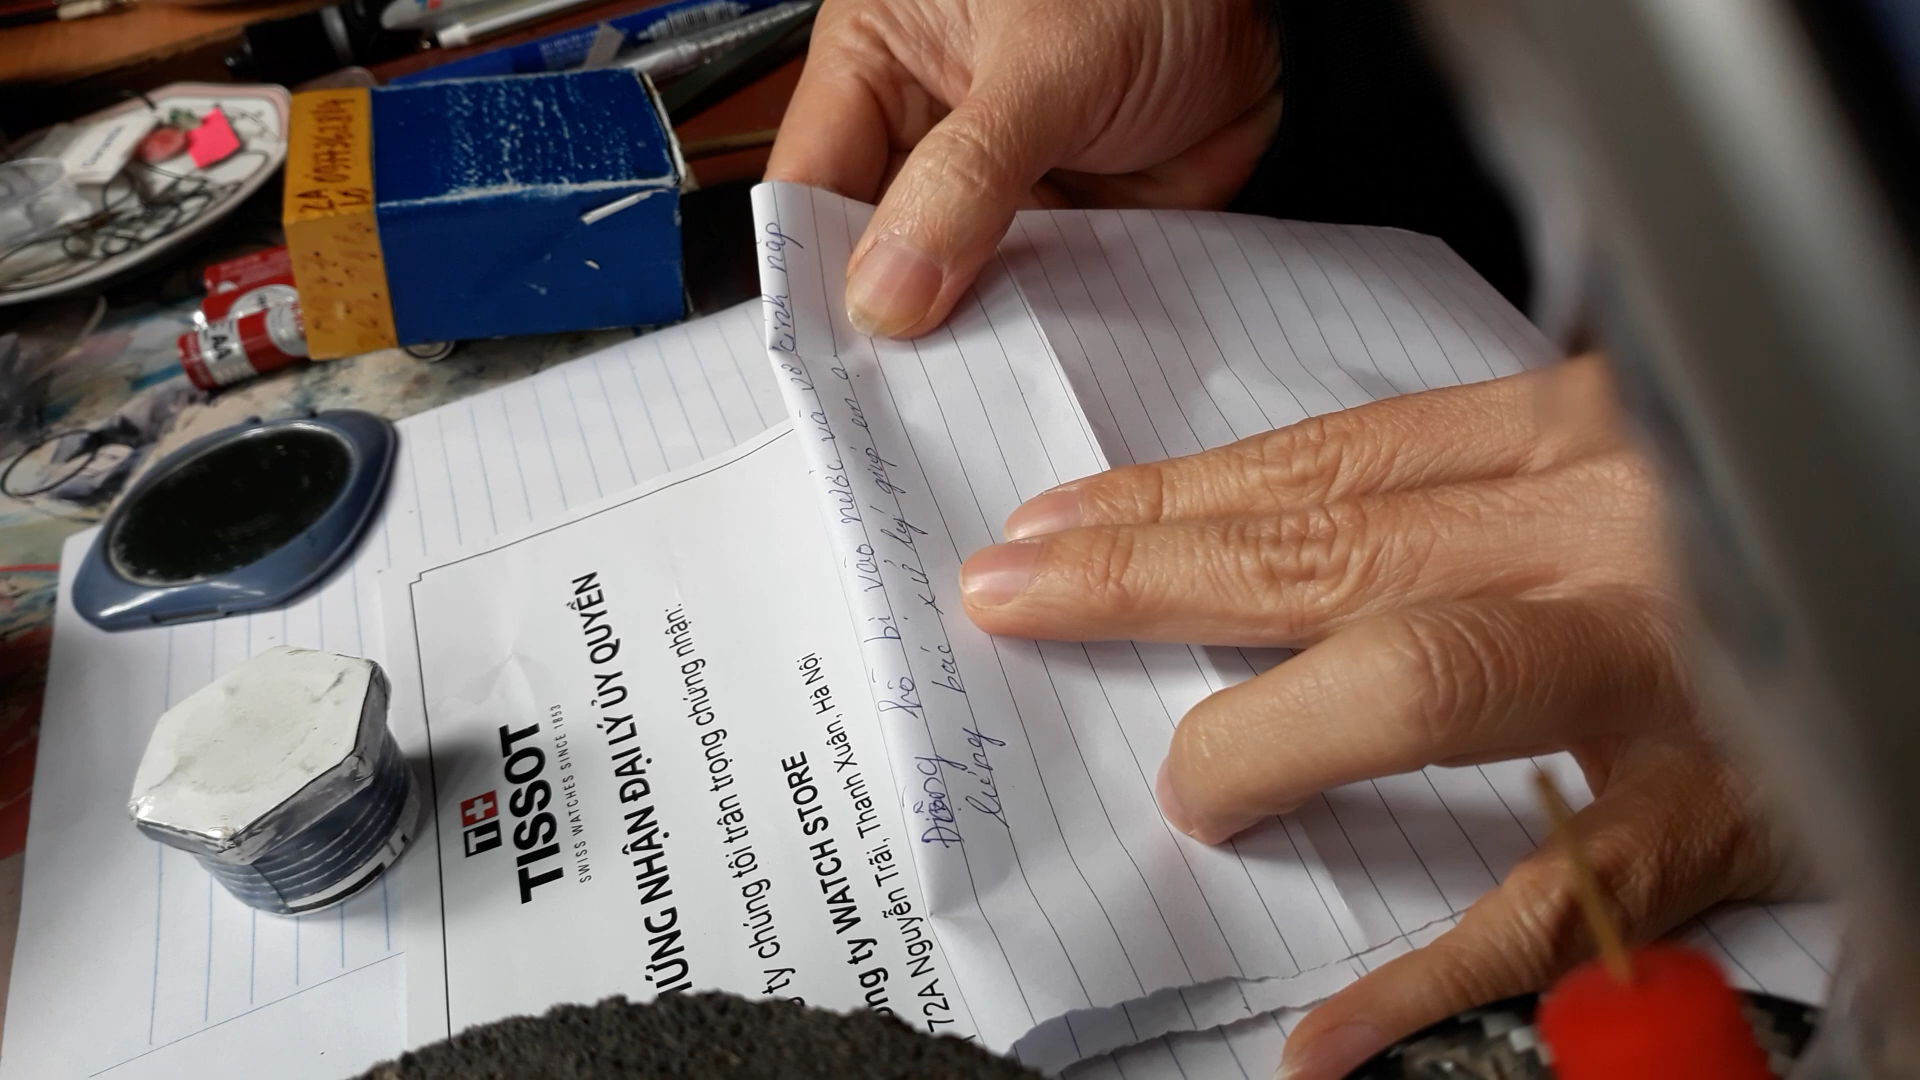 Đồng hồ bị vào nước và vỡ kính nắp
lưng bác xử lý giúp em ạ
TISSOT
SWISS WATCHES SINCE 1853
CHỨNG NHẬN ĐẠI LÝ ỦY QUYỀN
ty chúng tôi trân trọng chứng nhận:
ông ty WATCH STORE
72A Nguyễn Trãi, Thanh Xuân, Hà Nội
AA